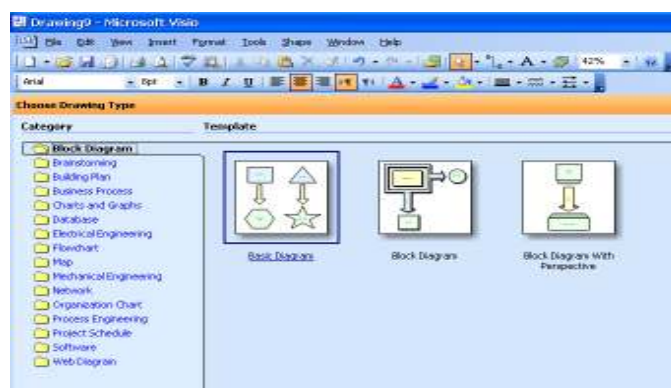 Drawing9 - Microsoft Visio
File Edit View Insert Format Tools Shape Window Help
42%
Arial 8pt B I U
Choose Drawing Type
Category Template
Block Diagram
Brainstorming
Building Plan
Business Process
Charts and Graphs
Database
Electrical Engineering
Flowchart
Map
Mechanical Engineering
Network
Organization Chart
Process Engineering
Project Schedule
Software
Web Diagram
Basic Diagram
Block Diagram
Block Diagram With
Perspective